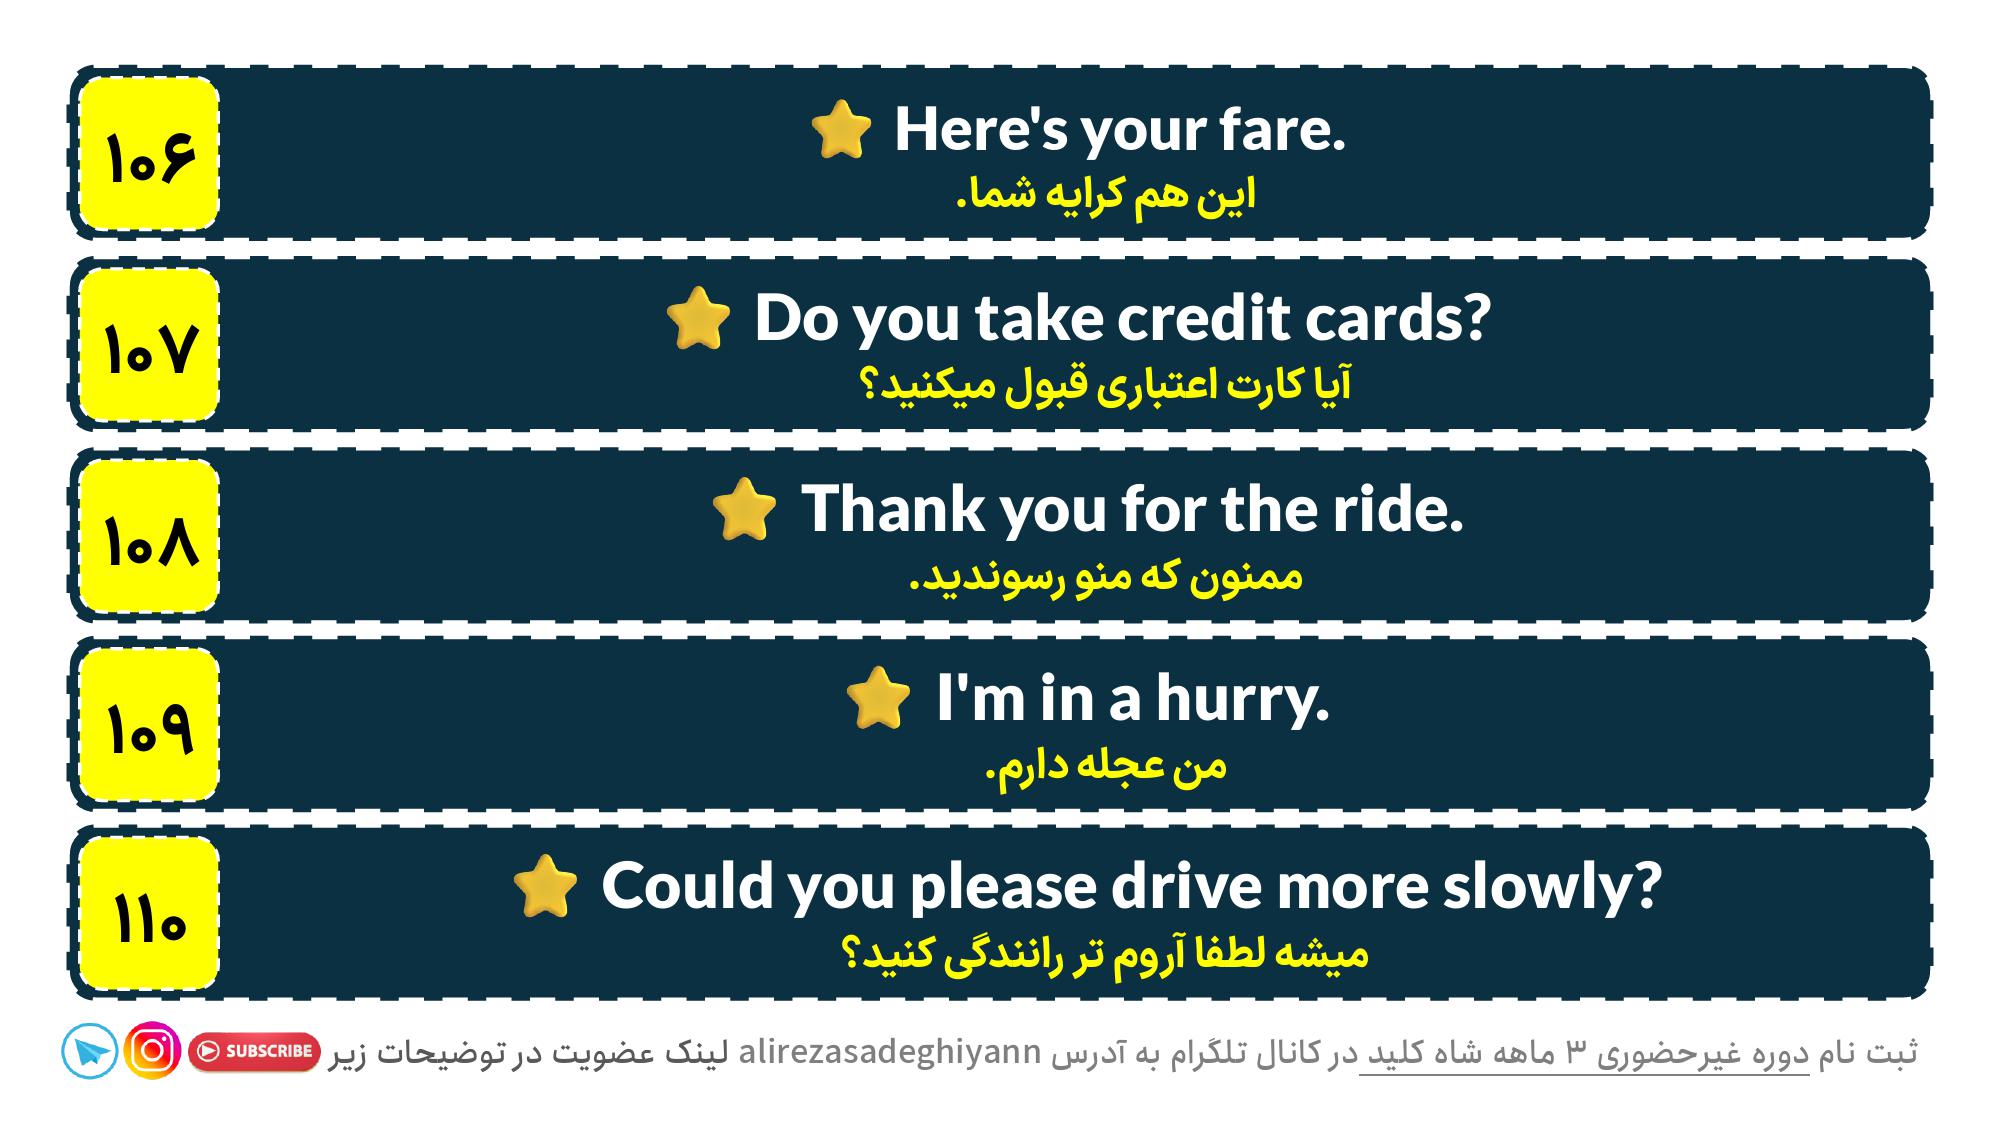 ۱۰۶
Here's your fare.
این هم کرایه شما.
۱۰۷
Do you take credit cards?
آیا کارت اعتباری قبول میکنید؟
۱۰۸
Thank you for the ride.
ممنون که منو رسوندید.
۱۰۹
I'm in a hurry.
من عجله دارم.
۱۱۰
Could you please drive more slowly?
میشه لطفا آروم تر رانندگی کنید؟
ثبت نام دوره غیرحضوری ۳ ماهه شاه کلید در کانال تلگرام به آدرس alirezasadeghiyann لینک عضویت در توضیحات زیر
SUBSCRIBE